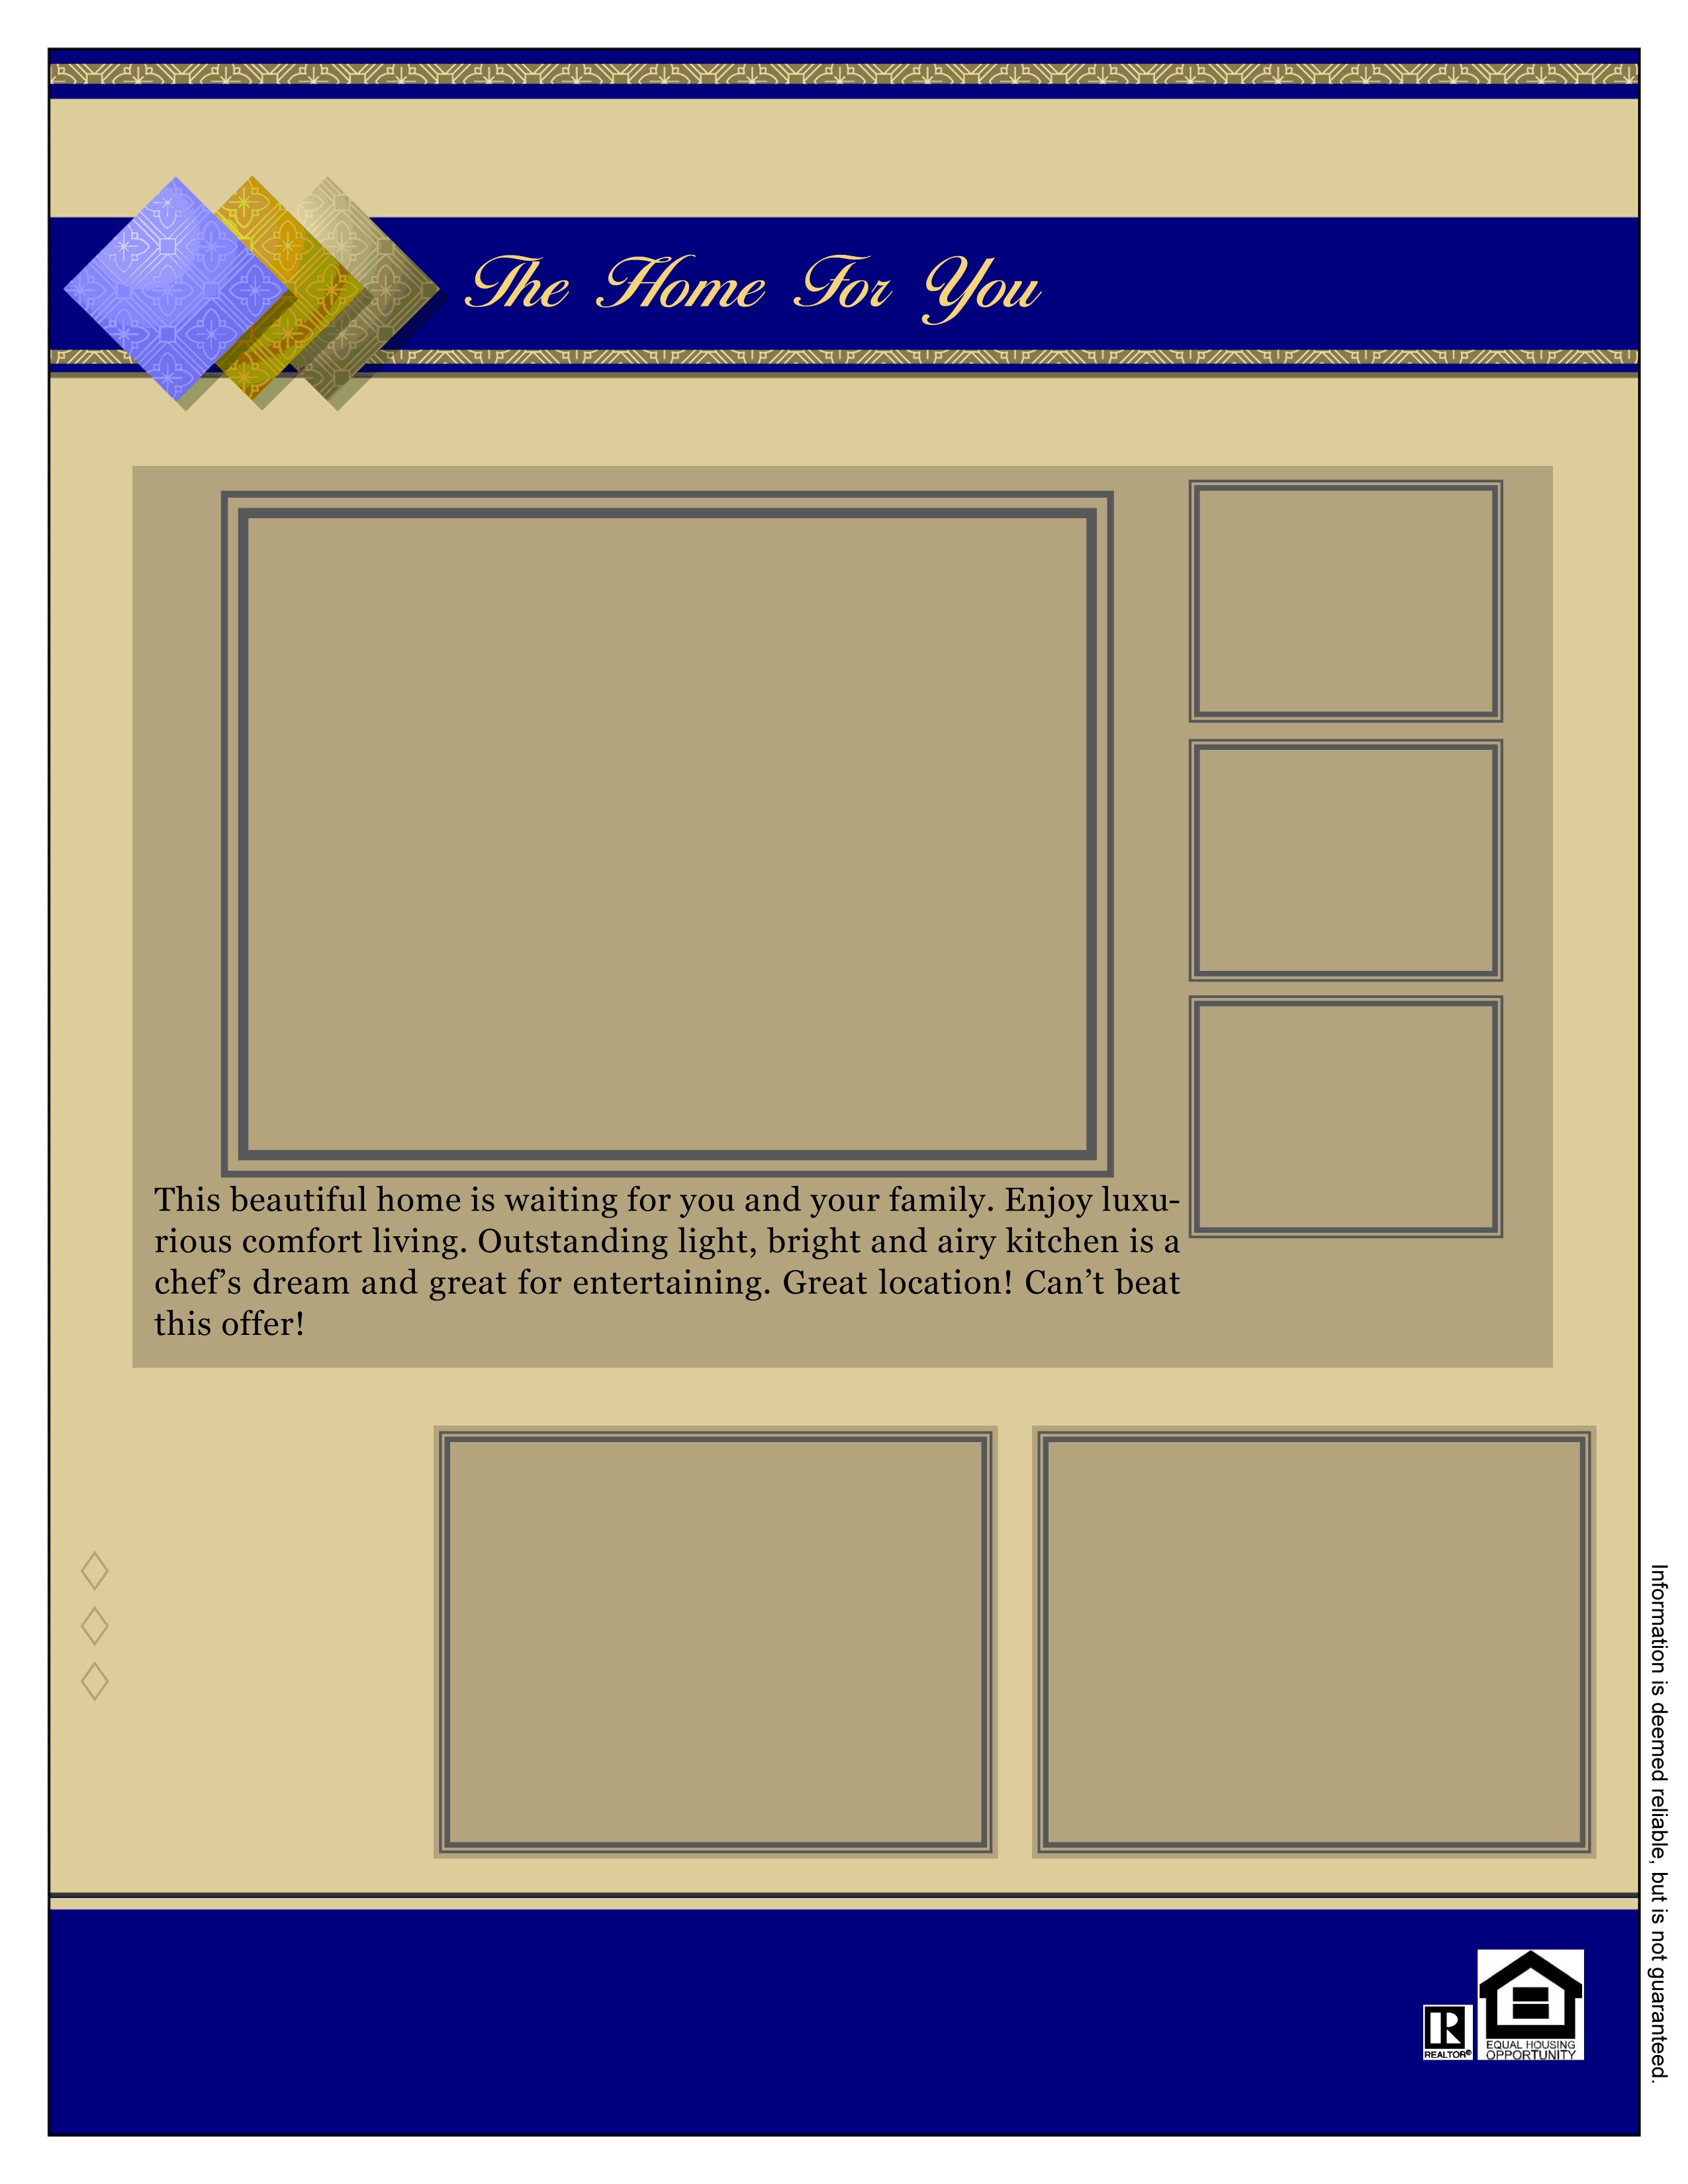 The Home For You
This beautiful home is waiting for you and your family. Enjoy luxu-
rious comfort living. Outstanding light, bright and airy kitchen is a
chef’s dream and great for entertaining. Great location! Can’t beat
this offer!
Information is deemed reliable, but is not guaranteed.
R
REALTOR®
EQUAL HOUSING
OPPORTUNITY